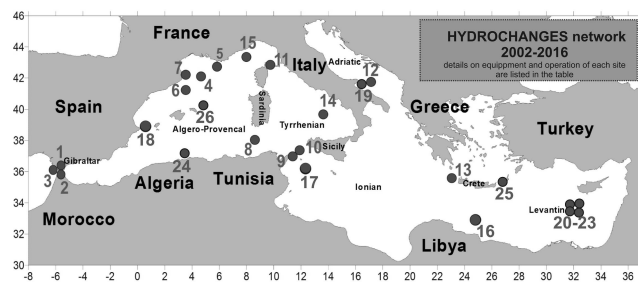 46
44
42
40
38
36
34
32
30
-8 -6 -4 -2 0 2 4 6 8 10 12 14 16 18 20 22 24 26 28 30 32 34 36
HYDROCHANGES network
2002-2016
details on equippment and operation of each site
are listed in the table
France
Spain
Italy
Greece
Turkey
Morocco
Algeria
Tunisia
Libya
Adriatic
Sardinia
Tyrrhenian
Algero-Provencal
Gibraltar
Sicily
Ionian
Crete
Levantin
1
2
3
4
5
6
7
8
9
10
11
12
13
14
15
16
17
18
19
20-23
24
25
26